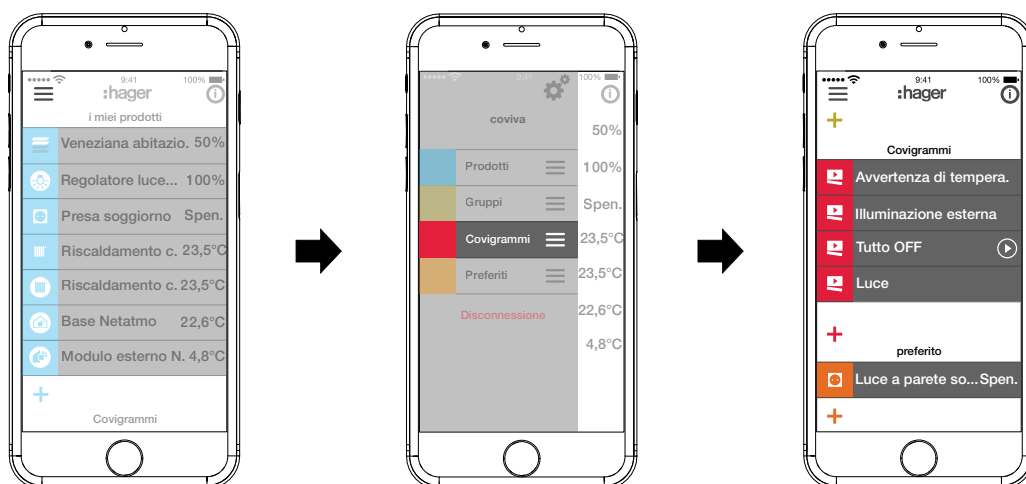 9:41
100%
:hager
i miei prodotti
Veneziana abitazio. 50%
Regolatore luce... 100%
Presa soggiorno Spen.
Riscaldamento c. 23,5°C
Riscaldamento c. 23,5°C
Base Netatmo 22,6°C
Modulo esterno N. 4,8°C
+
Covigrammi
9:41
100%
coviva
50%
Prodotti 100%
Gruppi Spen.
Covigrammi 23,5°C
Preferiti 23,5°C
Disconnessione 22,6°C
4,8°C
9:41
100%
:hager
+
Covigrammi
Avvertenza di tempera.
Illuminazione esterna
Tutto OFF
Luce
+
preferito
Luce a parete so... Spen.
+